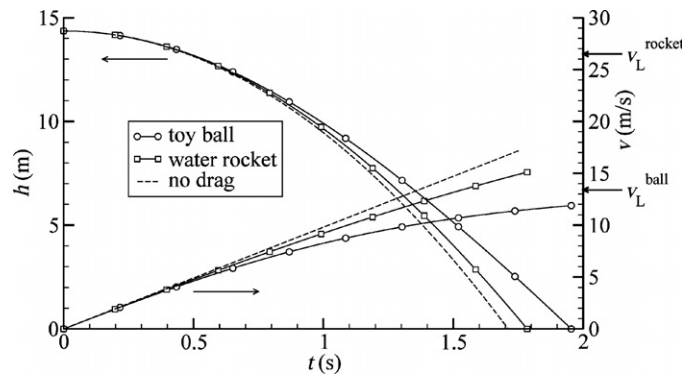 15
10
5
0
h (m)
30
25
20
15
10
5
0
v (m/s)
v_L^rocket
v_L^ball
toy ball
water rocket
no drag
0
0.5
1
1.5
2
t (s)